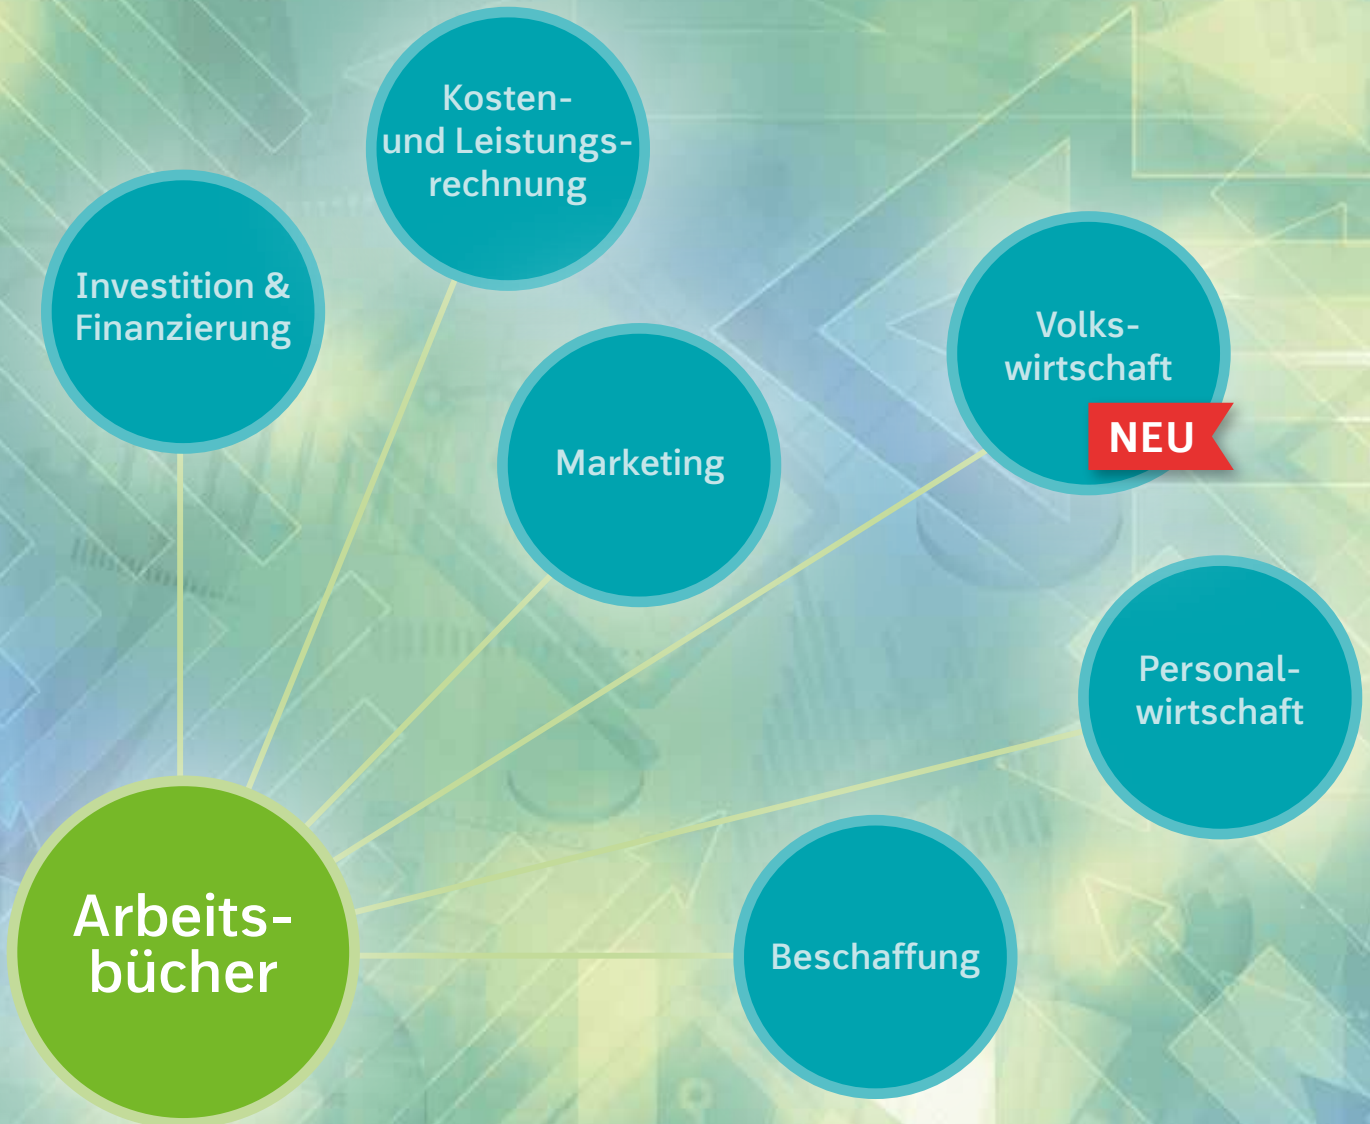 Kosten-
und Leistungs-
rechnung
Investition &
Finanzierung
Volks-
wirtschaft
NEU
Marketing
Personal-
wirtschaft
Arbeits-
bücher
Beschaffung